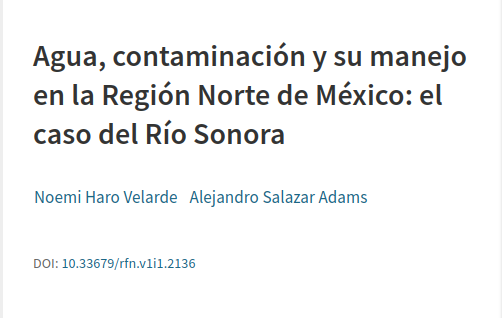 Agua, contaminación y su manejo
en la Región Norte de México: el
caso del Río Sonora
Noemi Haro Velarde Alejandro Salazar Adams
DOI: 10.33679/rfn.v1i1.2136